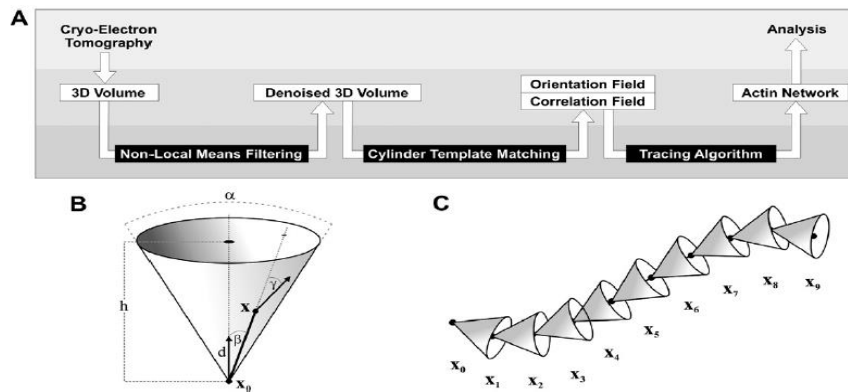 A
Cryo-Electron
Tomography
Analysis
3D Volume
Denoised 3D Volume
Orientation Field
Correlation Field
Actin Network
Non-Local Means Filtering
Cylinder Template Matching
Tracing Algorithm
B
α
h
γ
x
β
d
x₀
C
x₀
x₁
x₂
x₃
x₄
x₅
x₆
x₇
x₈
x₉